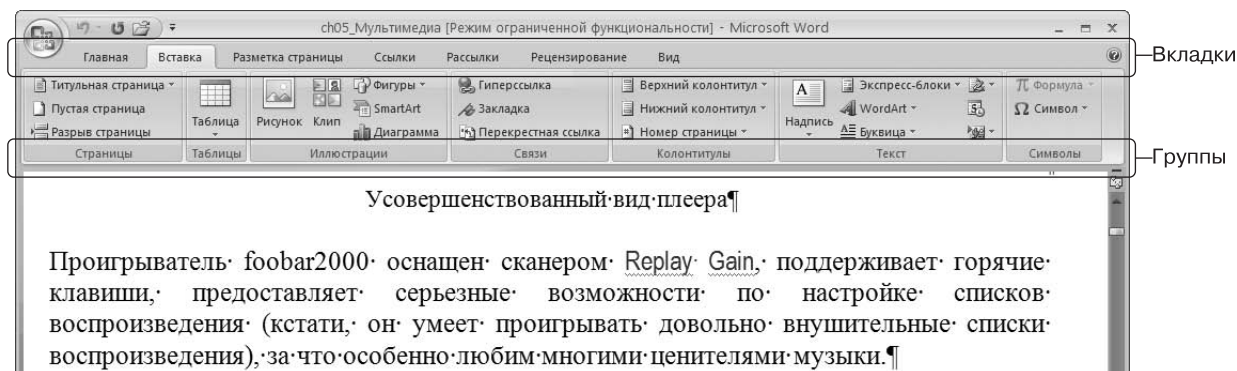 ch05_Мультимедиа [Режим ограниченной функциональности] - Microsoft Word
Главная Вставка Разметка страницы Ссылки Рассылки Рецензирование Вид
Вкладки
Титульная страница Таблица Рисунок Клип Фигуры Гиперссылка Верхний колонтитул Надпись Экспресс-блоки Формула
Пустая страница SmartArt Закладка Нижний колонтитул WordArt Символ
Разрыв страницы Диаграмма Перекрестная ссылка Номер страницы Буквица
Страницы Таблицы Иллюстрации Связи Колонтитулы Текст Символы
Группы
Усовершенствованный·вид·плеера¶
Проигрыватель· foobar2000· оснащен· сканером· Replay· Gain,· поддерживает· горячие·
клавиши,· предоставляет· серьезные· возможности· по· настройке· списков·
воспроизведения· (кстати,· он· умеет· проигрывать· довольно· внушительные· списки·
воспроизведения),·за·что·особенно·любим·многими·ценителями·музыки.¶